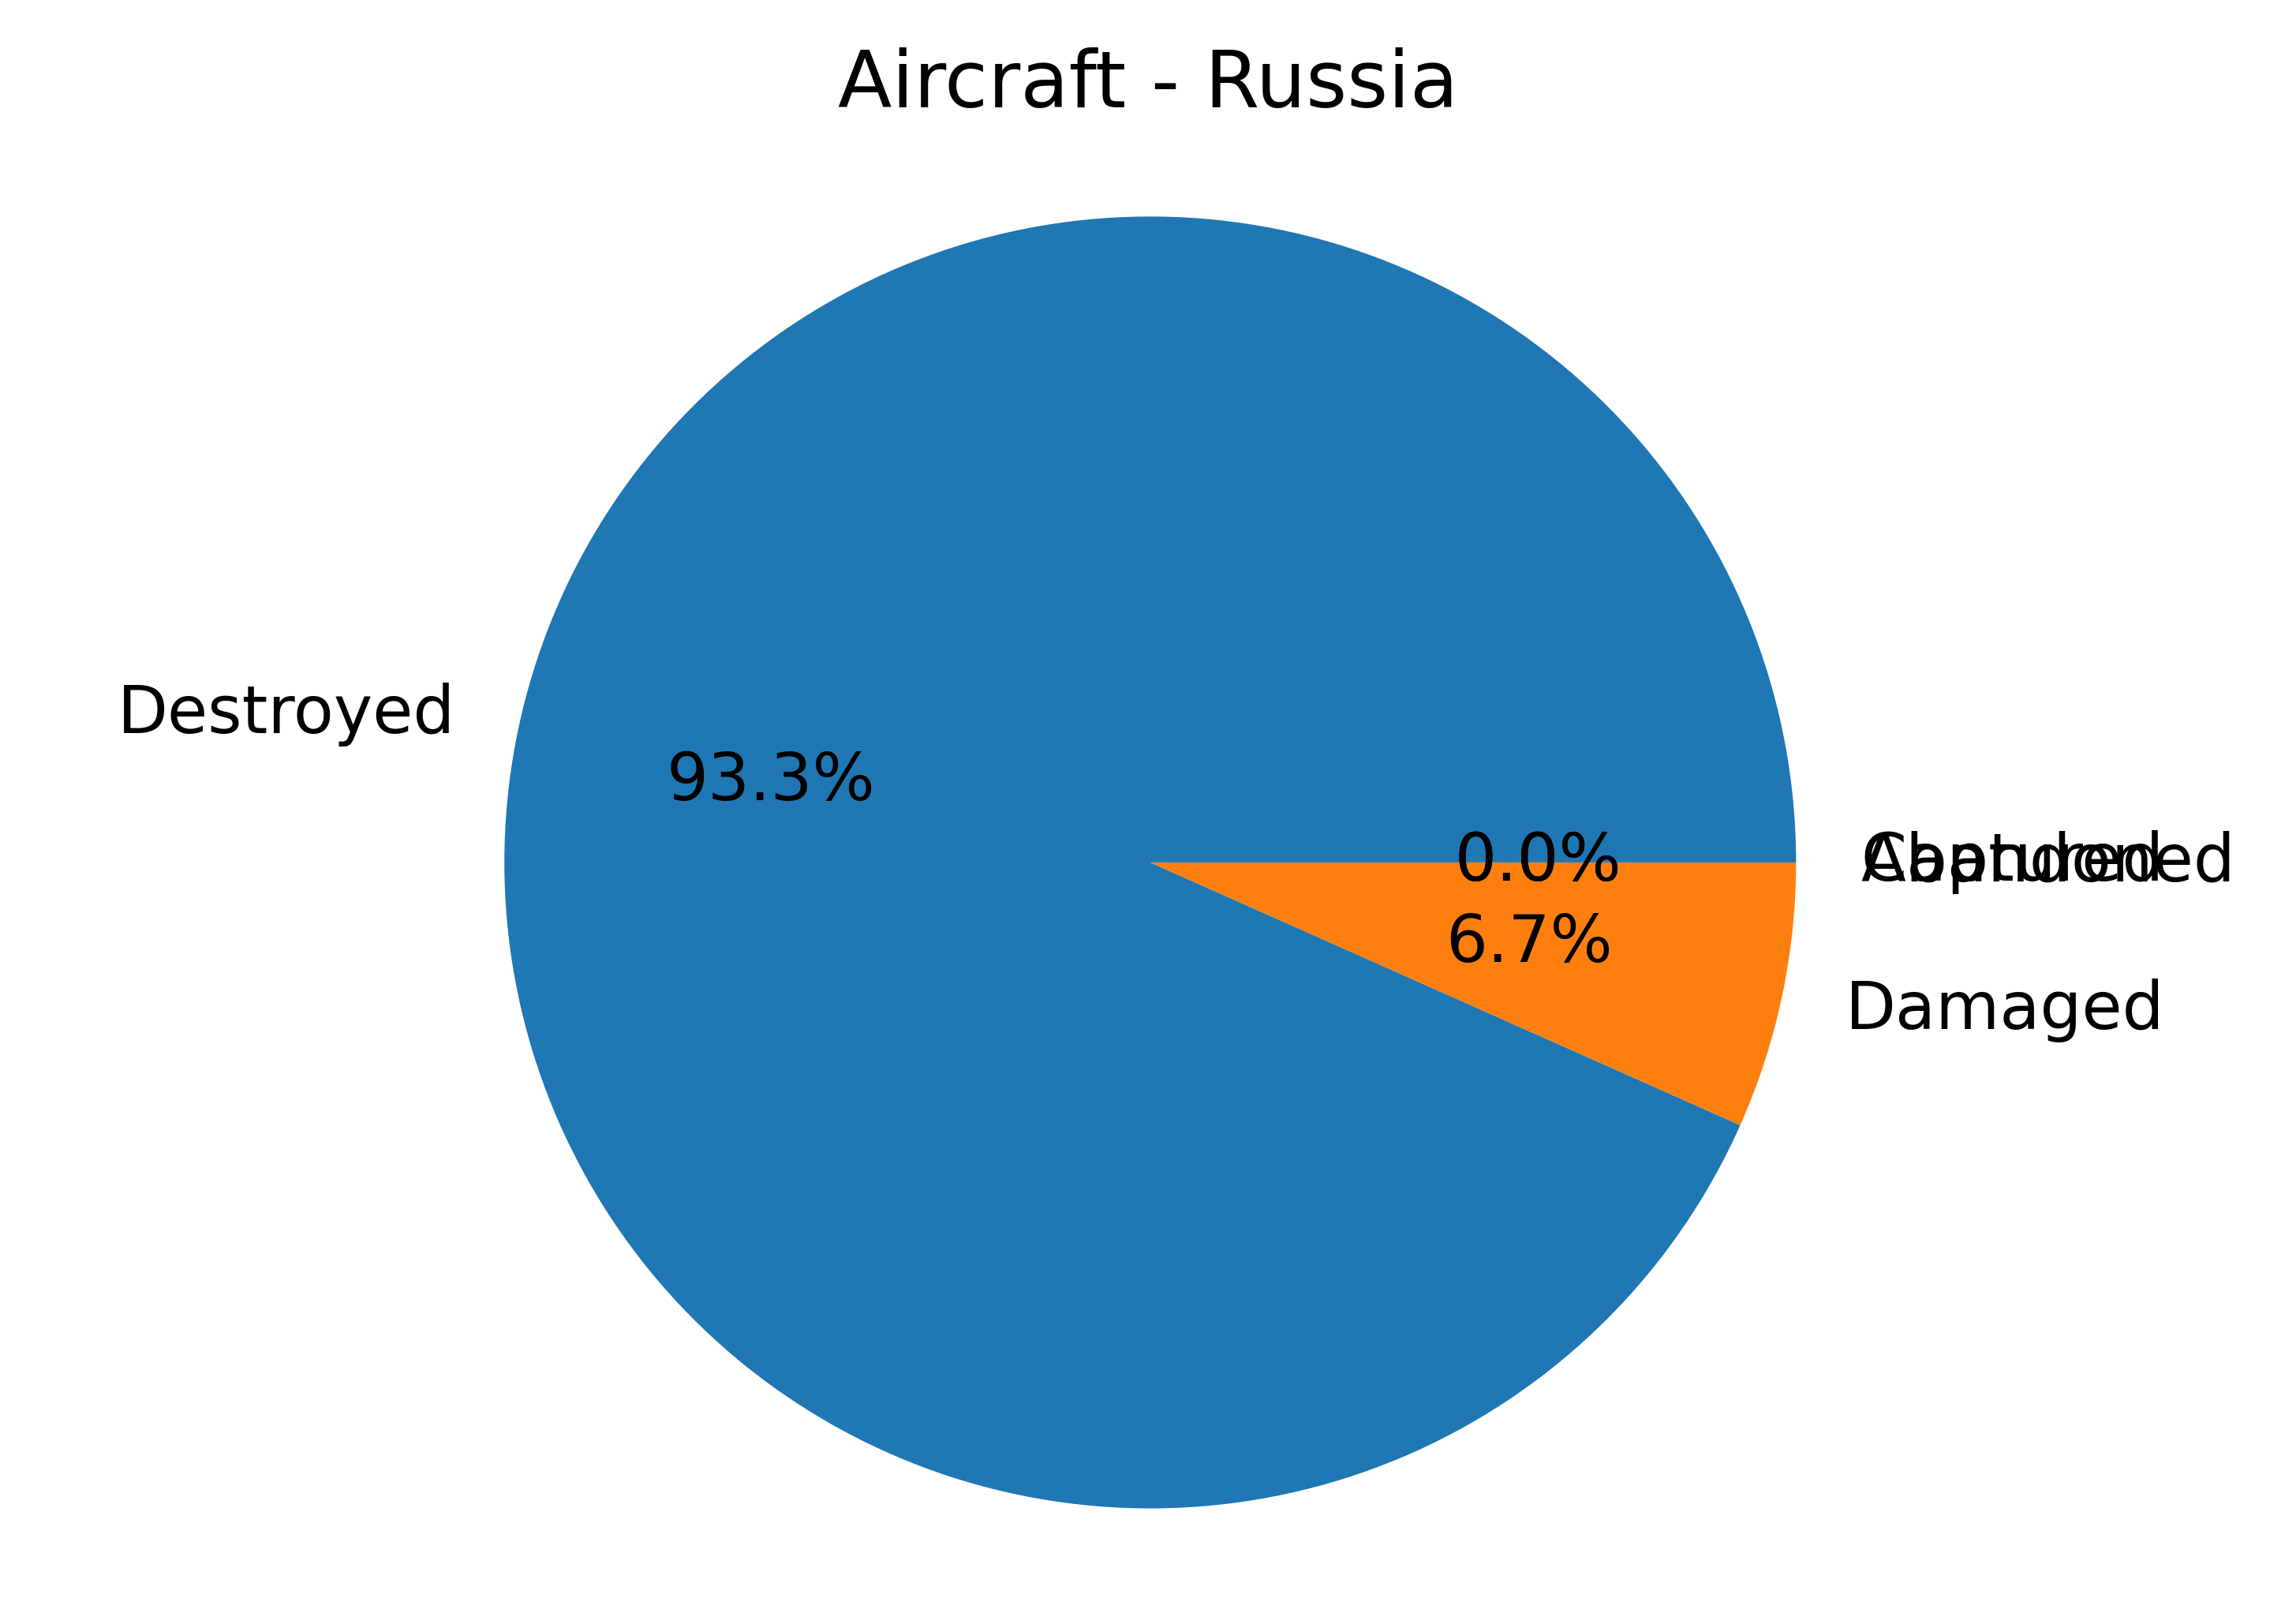 Aircraft - Russia
Destroyed
93.3%
0.0%
Abandoned
Captured
6.7%
Damaged